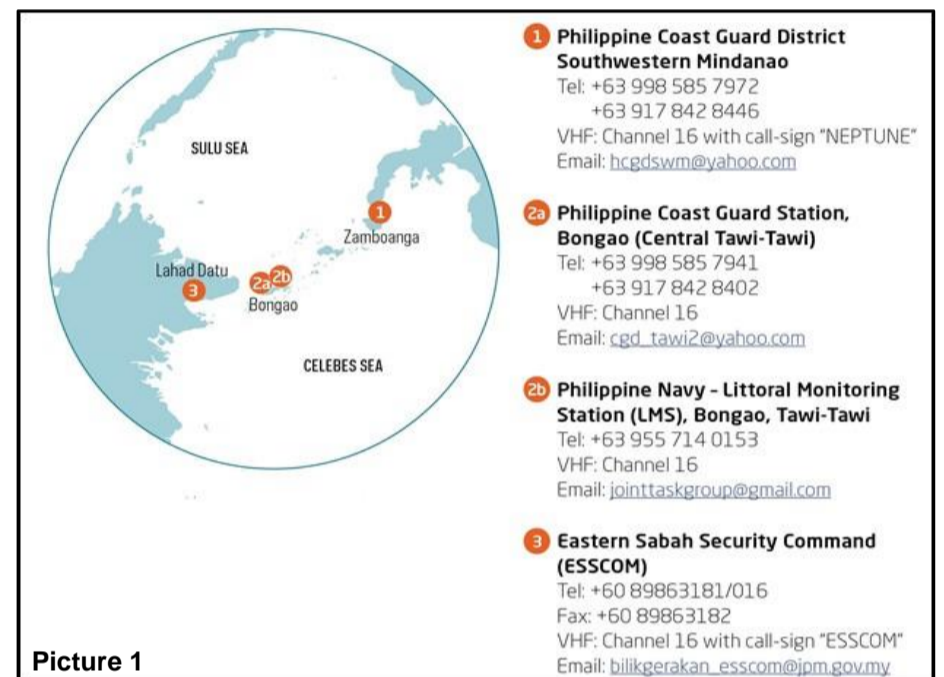 SULU SEA
1
Zamboanga
Lahad Datu
3
2a
2b
Bongao
CELEBES SEA
Picture 1
1 Philippine Coast Guard District
Southwestern Mindanao
Tel: +63 998 585 7972
+63 917 842 8446
VHF: Channel 16 with call-sign "NEPTUNE"
Email: hcgdswm@yahoo.com
2a Philippine Coast Guard Station,
Bongao (Central Tawi-Tawi)
Tel: +63 998 585 7941
+63 917 842 8402
VHF: Channel 16
Email: cgd_tawi2@yahoo.com
2b Philippine Navy - Littoral Monitoring
Station (LMS), Bongao, Tawi-Tawi
Tel: +63 955 714 0153
VHF: Channel 16
Email: jointtaskgroup@gmail.com
3 Eastern Sabah Security Command
(ESSCOM)
Tel: +60 89863181/016
Fax: +60 89863182
VHF: Channel 16 with call-sign "ESSCOM"
Email: bilikgerakan_esscom@jpm.gov.my